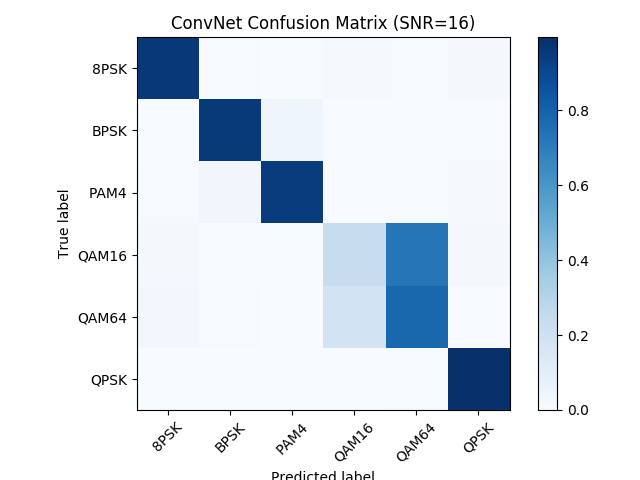 ConvNet Confusion Matrix (SNR=16)
8PSK
BPSK
PAM4
QAM16
QAM64
QPSK
True label
8PSK
BPSK
PAM4
QAM16
QAM64
QPSK
Predicted label
0.8
0.6
0.4
0.2
0.0